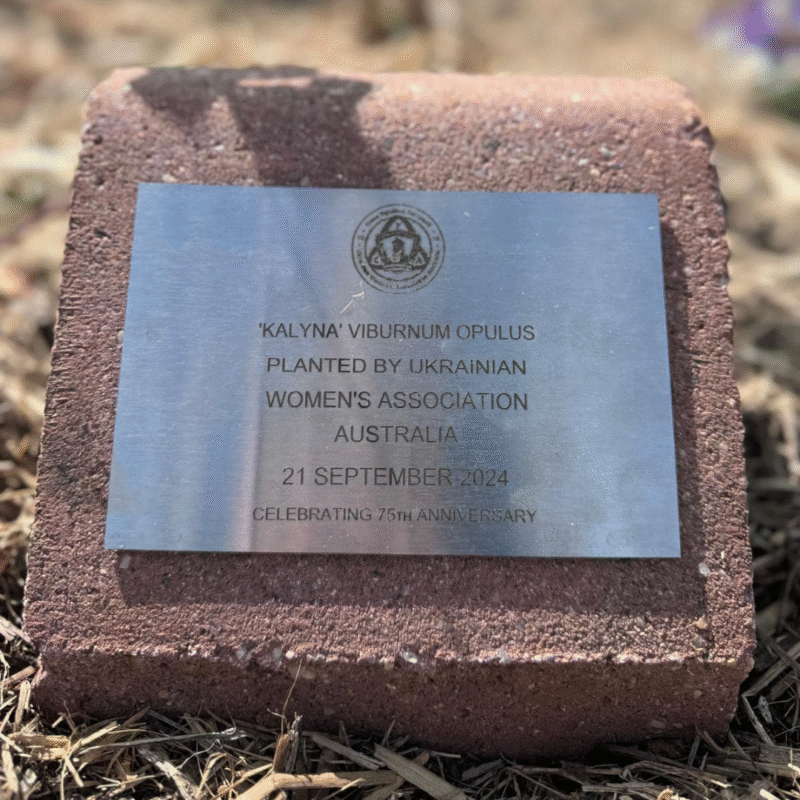 'KALYNA' VIBURNUM OPULUS
PLANTED BY UKRAINIAN
WOMEN'S ASSOCIATION
AUSTRALIA
21 SEPTEMBER 2024
CELEBRATING 75TH ANNIVERSARY